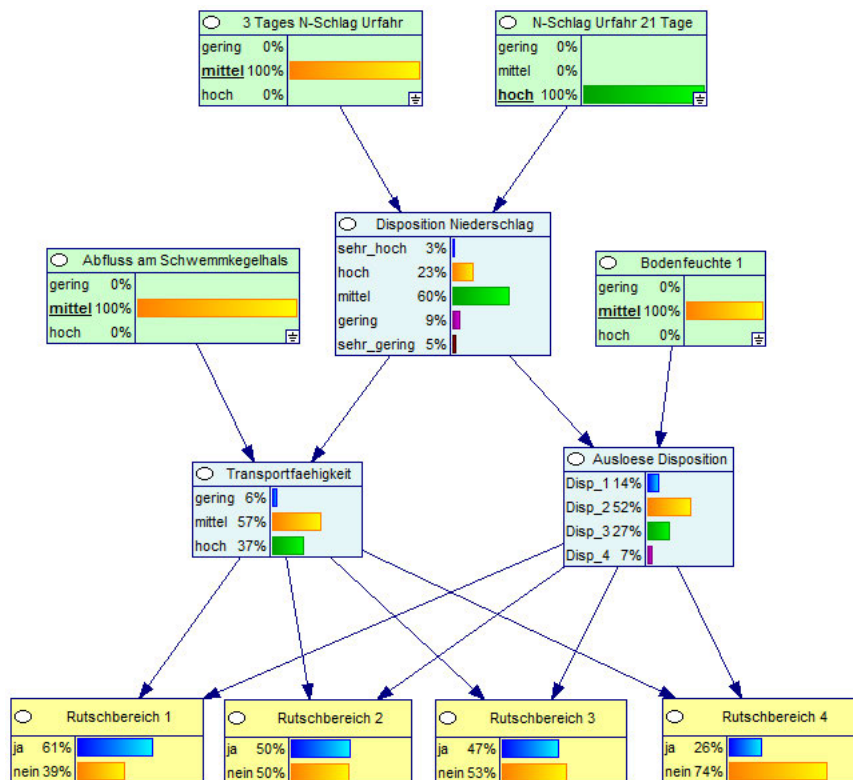 3 Tages N-Schlag Urfahr
gering 0%
mittel 100%
hoch 0%
N-Schlag Urfahr 21 Tage
gering 0%
mittel 0%
hoch 100%
Disposition Niederschlag
sehr_hoch 3%
hoch 23%
mittel 60%
gering 9%
sehr_gering 5%
Abfluss am Schwemmkegelhals
gering 0%
mittel 100%
hoch 0%
Bodenfeuchte 1
gering 0%
mittel 100%
hoch 0%
Transportfaehigkeit
gering 6%
mittel 57%
hoch 37%
Ausloese Disposition
Disp_1 14%
Disp_2 52%
Disp_3 27%
Disp_4 7%
Rutschbereich 1
ja 61%
nein 39%
Rutschbereich 2
ja 50%
nein 50%
Rutschbereich 3
ja 47%
nein 53%
Rutschbereich 4
ja 26%
nein 74%